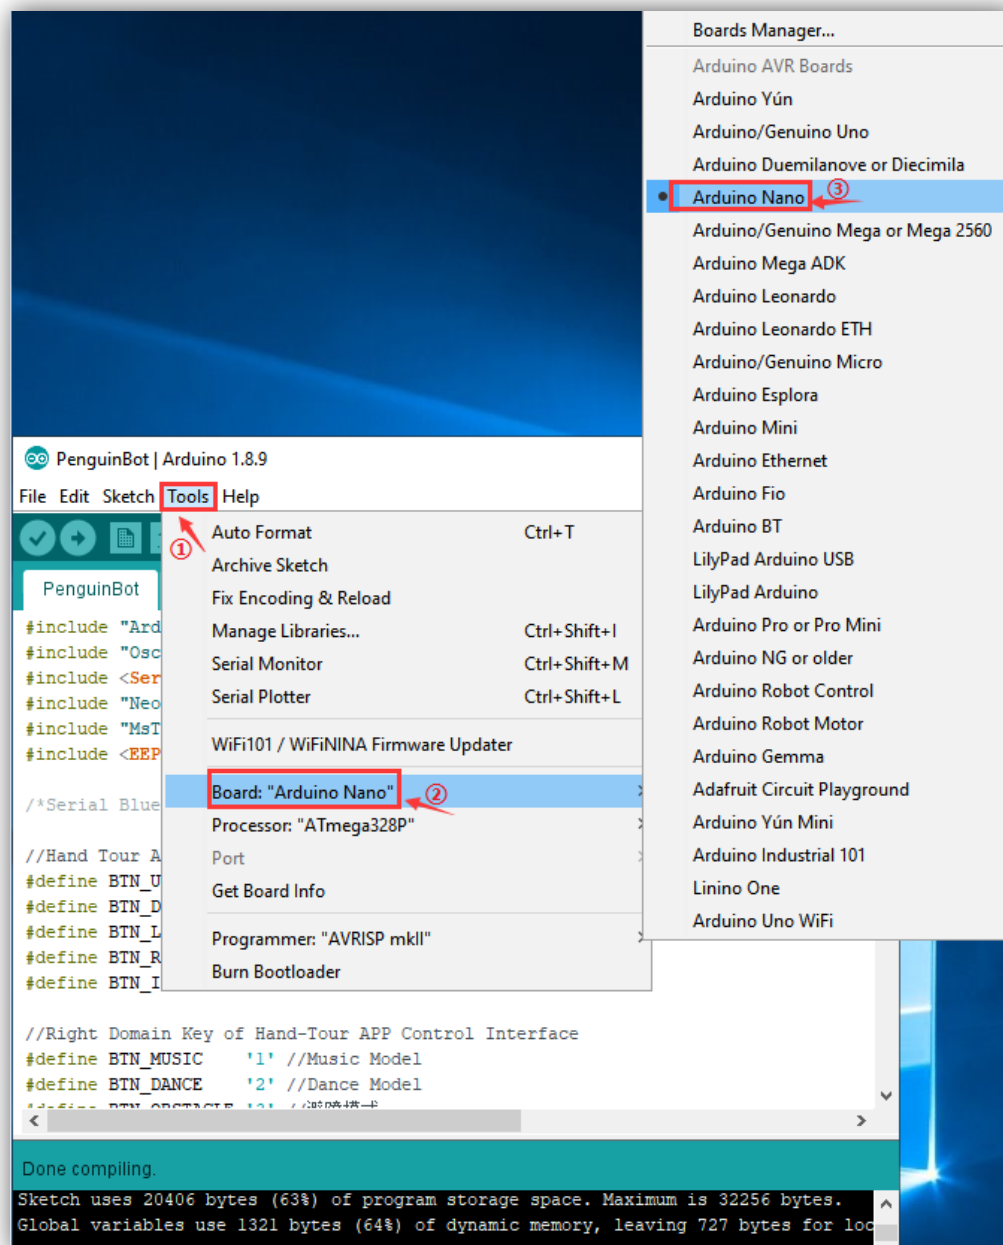 Boards Manager...
Arduino AVR Boards
Arduino Yún
Arduino/Genuino Uno
Arduino Duemilanove or Diecimila
Arduino Nano
③
Arduino/Genuino Mega or Mega 2560
Arduino Mega ADK
Arduino Leonardo
Arduino Leonardo ETH
Arduino/Genuino Micro
Arduino Esplora
Arduino Mini
Arduino Ethernet
Arduino Fio
Arduino BT
LilyPad Arduino USB
LilyPad Arduino
Arduino Pro or Pro Mini
Arduino NG or older
Arduino Robot Control
Arduino Robot Motor
Arduino Gemma
Adafruit Circuit Playground
Arduino Yún Mini
Arduino Industrial 101
Linino One
Arduino Uno WiFi
PenguinBot | Arduino 1.8.9
File Edit Sketch Tools Help
①
Auto Format Ctrl+T
Archive Sketch
Fix Encoding & Reload
Manage Libraries... Ctrl+Shift+I
Serial Monitor Ctrl+Shift+M
Serial Plotter Ctrl+Shift+L
WiFi101 / WiFiNINA Firmware Updater
Board: "Arduino Nano"
②
Processor: "ATmega328P"
Port
Get Board Info
Programmer: "AVRISP mkII"
Burn Bootloader
PenguinBot
#include "Ard
#include "Osc
#include <Ser
#include "Neo
#include "MsT
#include <EEP
/*Serial Blue
//Hand Tour A
#define BTN_U
#define BTN_D
#define BTN_L
#define BTN_R
#define BTN_I
//Right Domain Key of Hand-Tour APP Control Interface
#define BTN_MUSIC '1' //Music Model
#define BTN_DANCE '2' //Dance Model
#define BTN_OBSTACLE '3' //避障模式
Done compiling.
Sketch uses 20406 bytes (63%) of program storage space. Maximum is 32256 bytes.
Global variables use 1321 bytes (64%) of dynamic memory, leaving 727 bytes for loc